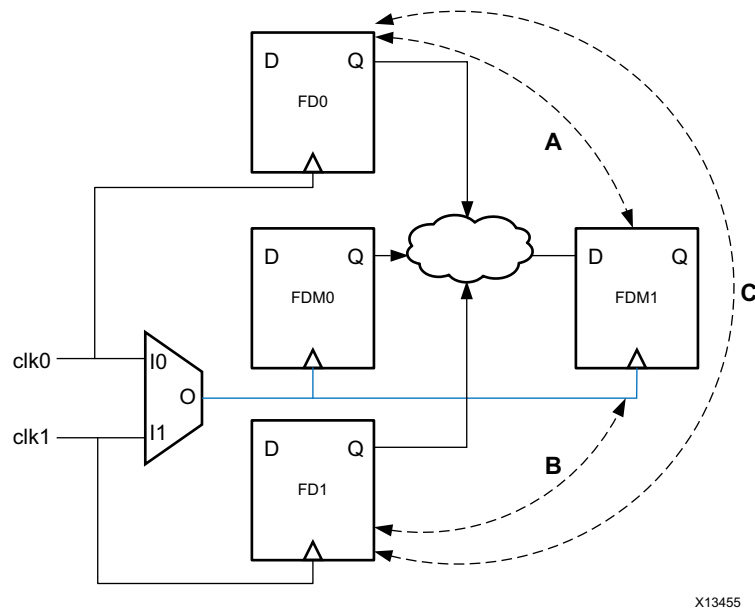 D Q
FD0
A
D Q
FDM0
D Q
FDM1
C
clk0
I0
O
clk1
I1
D Q
FD1
B
X13455